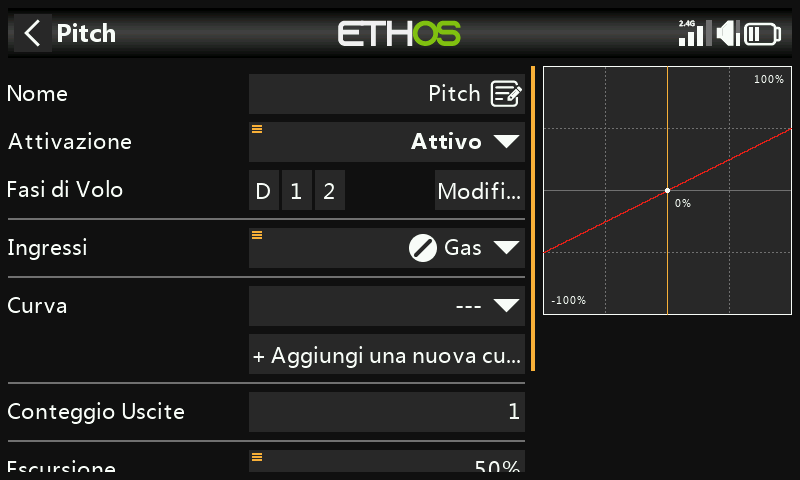 Pitch
ETHOS
2.4G
Nome
Pitch
Attivazione
Attivo
Fasi di Volo
D 1 2
Modifi...
Ingressi
Gas
Curva
---
+ Aggiungi una nuova cu...
Conteggio Uscite
1
Escursione
50%
100%
0%
-100%